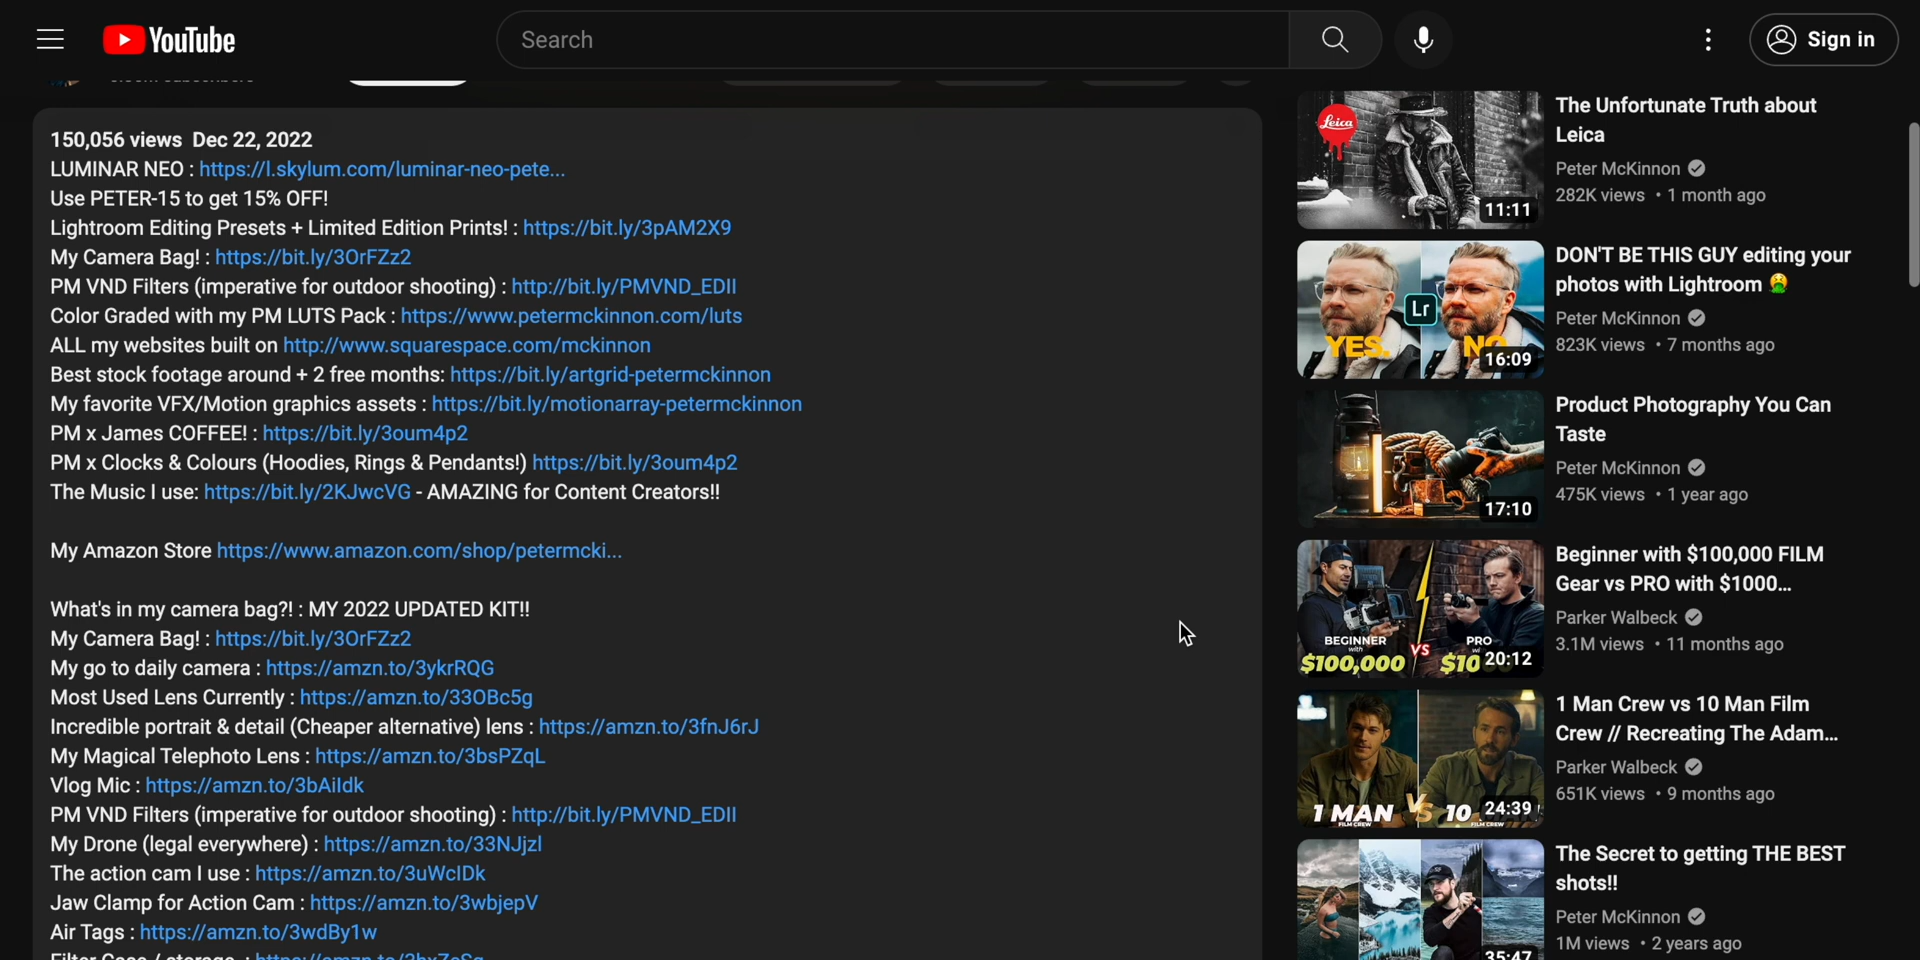 YouTube
Search
Sign in
150,056 views Dec 22, 2022
LUMINAR NEO : https://l.skylum.com/luminar-neo-pete...
Use PETER-15 to get 15% OFF!
Lightroom Editing Presets + Limited Edition Prints! : https://bit.ly/3pAM2X9
My Camera Bag! : https://bit.ly/3OrFZz2
PM VND Filters (imperative for outdoor shooting) : http://bit.ly/PMVND_EDII
Color Graded with my PM LUTS Pack : https://www.petermckinnon.com/luts
ALL my websites built on http://www.squarespace.com/mckinnon
Best stock footage around + 2 free months: https://bit.ly/artgrid-petermckinnon
My favorite VFX/Motion graphics assets : https://bit.ly/motionarray-petermckinnon
PM x James COFFEE! : https://bit.ly/3oum4p2
PM x Clocks & Colours (Hoodies, Rings & Pendants!) https://bit.ly/3oum4p2
The Music I use: https://bit.ly/2KJwcVG - AMAZING for Content Creators!!
My Amazon Store https://www.amazon.com/shop/petermcki...
What's in my camera bag?! : MY 2022 UPDATED KIT!!
My Camera Bag! : https://bit.ly/3OrFZz2
My go to daily camera : https://amzn.to/3ykrRQG
Most Used Lens Currently : https://amzn.to/33OBc5g
Incredible portrait & detail (Cheaper alternative) lens : https://amzn.to/3fnJ6rJ
My Magical Telephoto Lens : https://amzn.to/3bsPZqL
Vlog Mic : https://amzn.to/3bAiIdk
PM VND Filters (imperative for outdoor shooting) : http://bit.ly/PMVND_EDII
My Drone (legal everywhere) : https://amzn.to/33NJjzl
The action cam I use : https://amzn.to/3uWcIDk
Jaw Clamp for Action Cam : https://amzn.to/3wbjepV
Air Tags : https://amzn.to/3wdBy1w
Leica
11:11
The Unfortunate Truth about
Leica
Peter McKinnon
282K views • 1 month ago
Lr
YES.
NO
16:09
DON'T BE THIS GUY editing your
photos with Lightroom 🤮
Peter McKinnon
823K views • 7 months ago
17:10
Product Photography You Can
Taste
Peter McKinnon
475K views • 1 year ago
BEGINNER
with
$100,000
VS
PRO
$10
20:12
Beginner with $100,000 FILM
Gear vs PRO with $1000...
Parker Walbeck
3.1M views • 11 months ago
1 MAN
FILM CREW
VS
10
FILM CREW
24:39
1 Man Crew vs 10 Man Film
Crew // Recreating The Adam...
Parker Walbeck
651K views • 9 months ago
35:47
The Secret to getting THE BEST
shots!!
Peter McKinnon
1M views • 2 years ago